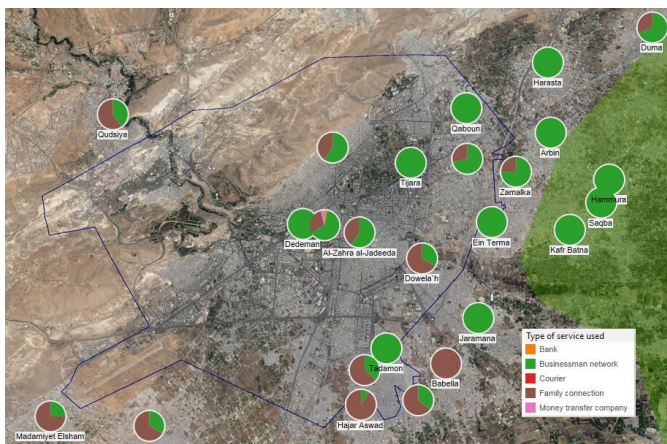 Duma
Harasta
Qudsiya
Qaboun
Arbin
Tijara
Zamalka
Hammura
Saqba
Dedeman
Ein Terma
Kafr Batna
Al-Zahra al-Jadeeda
Dowela`h
Jaramana
Type of service used
Bank
Businessman network
Courier
Family connection
Money transfer company
Tadamon
Babella
Hajar Aswad
Madamiyet Elsham